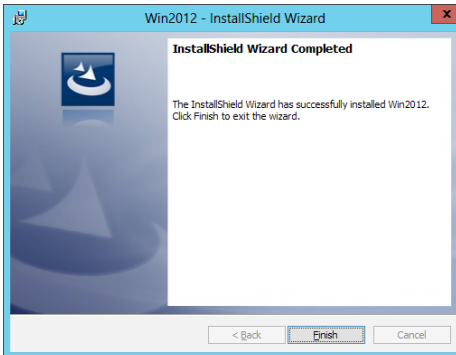 Win2012 - InstallShield Wizard
x
InstallShield Wizard Completed
The InstallShield Wizard has successfully installed Win2012.
Click Finish to exit the wizard.
< Back
Finish
Cancel